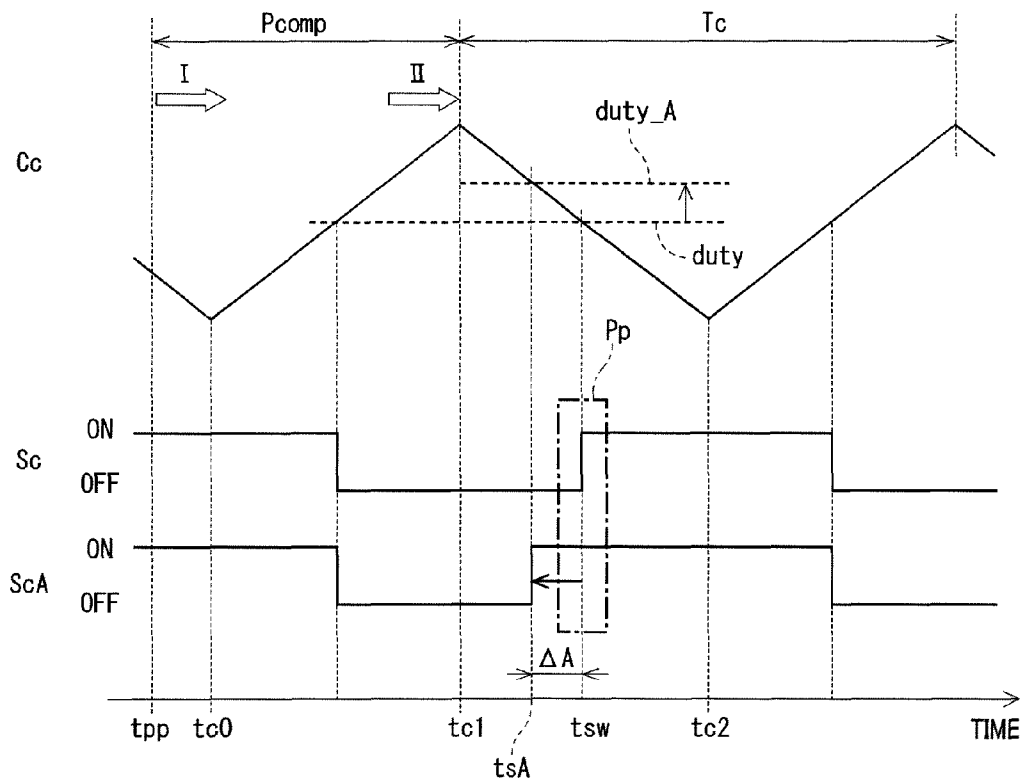 Pcomp
Tc
I
II
duty_A
Cc
duty
Pp
ON
Sc
OFF
ON
ScA
OFF
ΔA
tpp
tc0
tc1
tsw
tc2
TIME
tsA